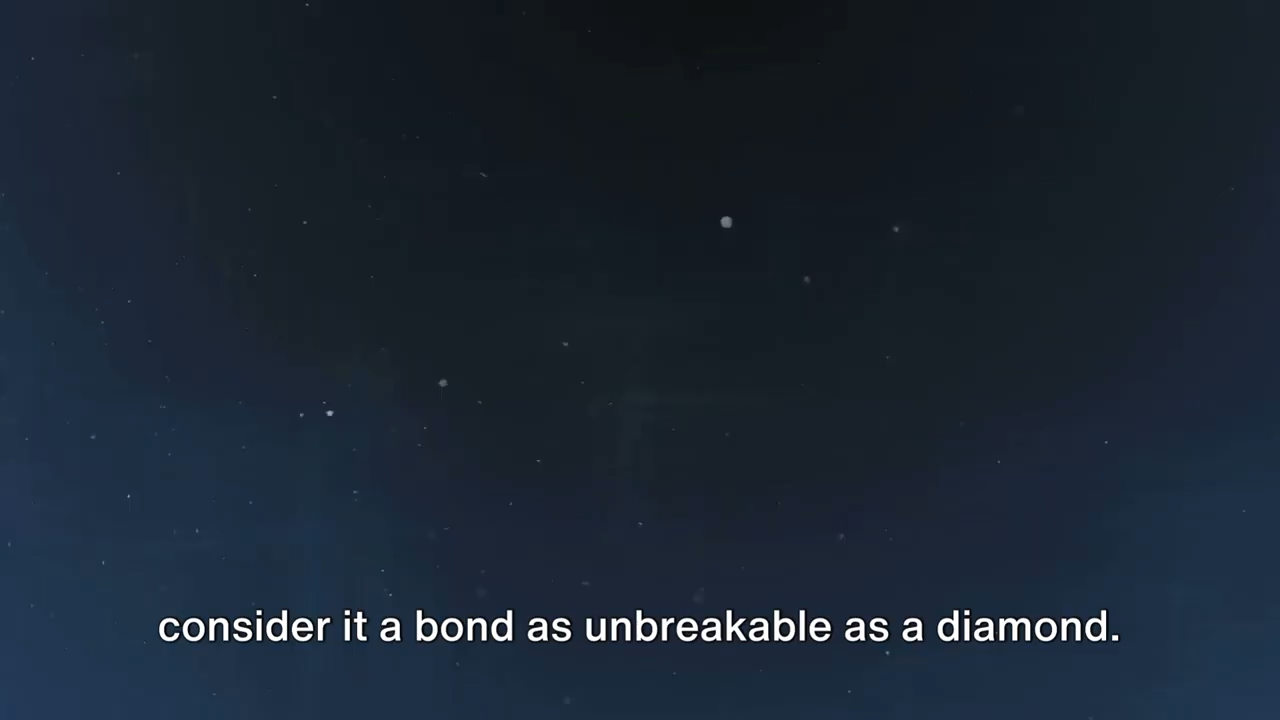 consider it a bond as unbreakable as a diamond.